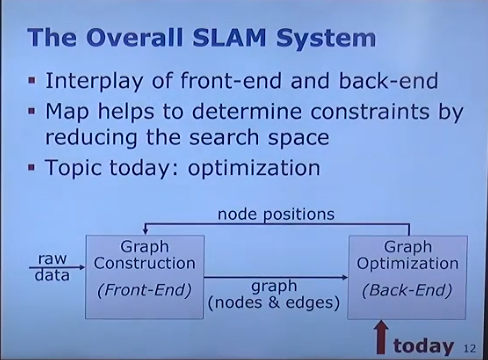 The Overall SLAM System
▪ Interplay of front-end and back-end
▪ Map helps to determine constraints by
reducing the search space
▪ Topic today: optimization
node positions
raw
data
Graph
Construction
(Front-End)
graph
(nodes & edges)
Graph
Optimization
(Back-End)
today
12